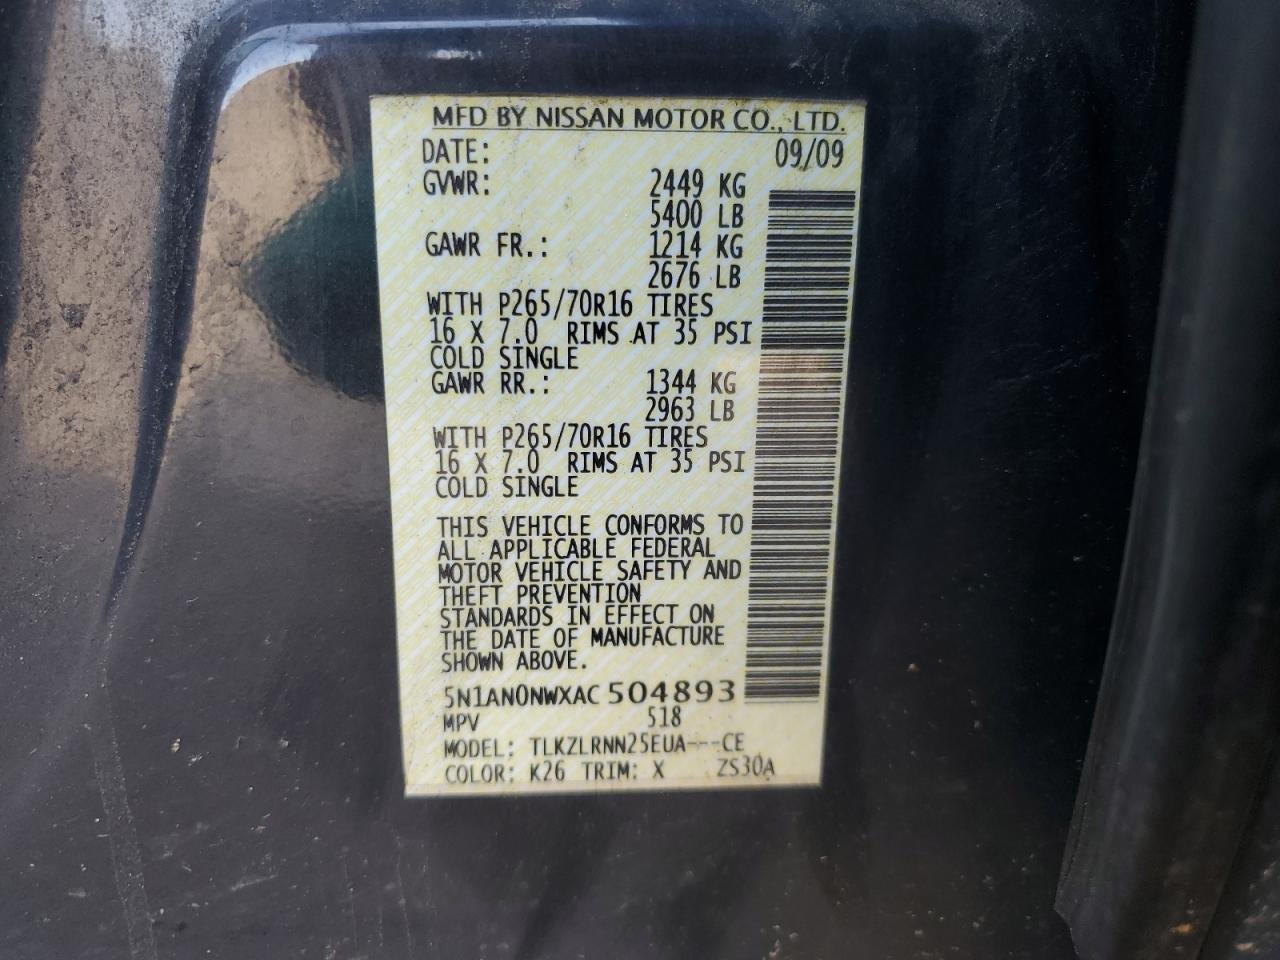 MFD BY NISSAN MOTOR CO., LTD.
DATE: 09/09
GVWR: 2449 KG
5400 LB
GAWR FR.: 1214 KG
2676 LB
WITH P265/70R16 TIRES
16 X 7.0 RIMS AT 35 PSI
COLD SINGLE
GAWR RR.: 1344 KG
2963 LB
WITH P265/70R16 TIRES
16 X 7.0 RIMS AT 35 PSI
COLD SINGLE
THIS VEHICLE CONFORMS TO
ALL APPLICABLE FEDERAL
MOTOR VEHICLE SAFETY AND
THEFT PREVENTION
STANDARDS IN EFFECT ON
THE DATE OF MANUFACTURE
SHOWN ABOVE.
5N1AN0NWXAC504893
MPV 518
MODEL: TLKZLRNN25EUA---CE
COLOR: K26 TRIM: X ZS30A